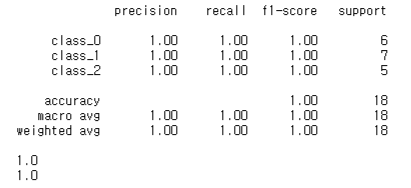 precision recall f1-score support
class_0 1.00 1.00 1.00 6
class_1 1.00 1.00 1.00 7
class_2 1.00 1.00 1.00 5
accuracy 1.00 18
macro avg 1.00 1.00 1.00 18
weighted avg 1.00 1.00 1.00 18
1.0
1.0